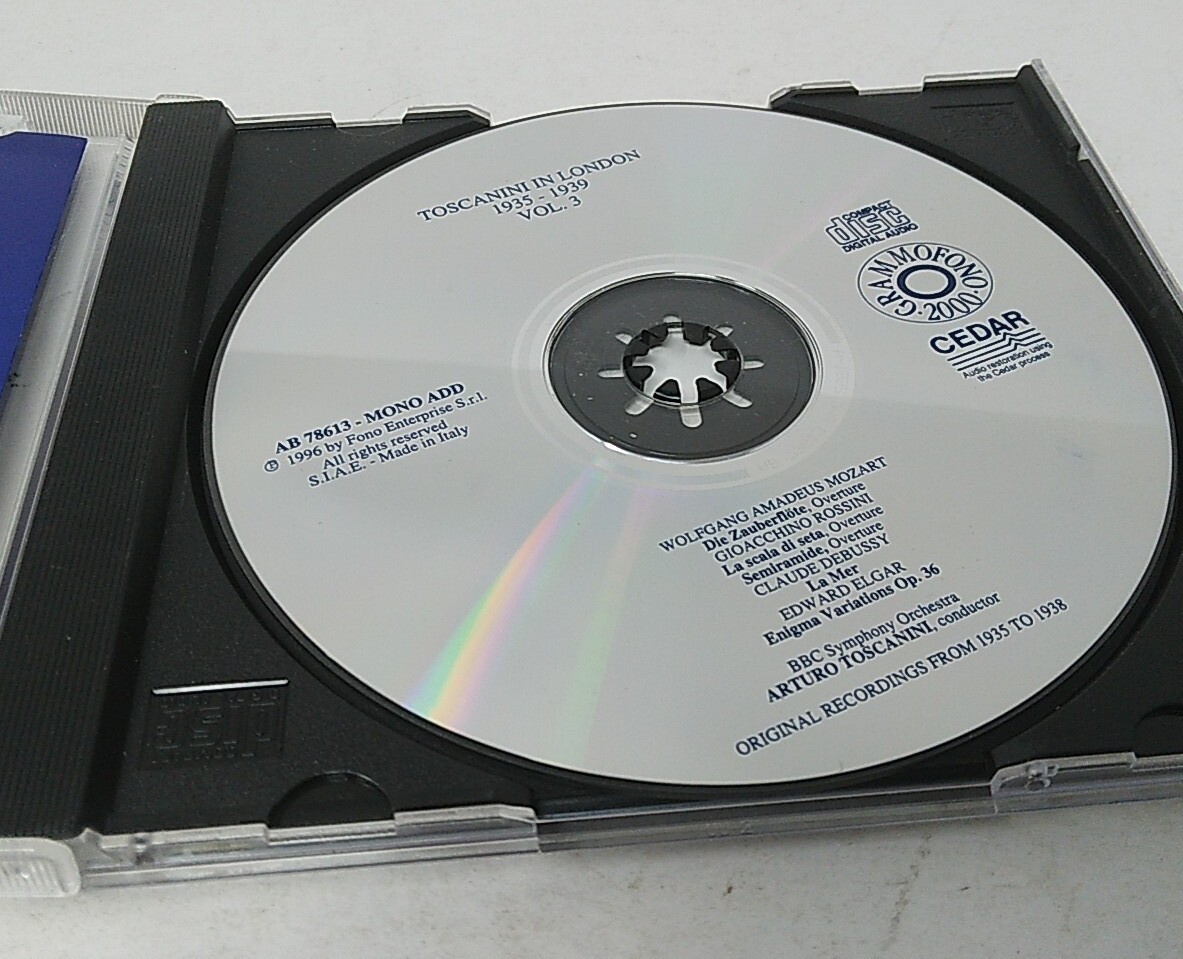 TOSCANINI IN LONDON
1935 - 1939
VOL. 3
COMPACT
disc
DIGITAL AUDIO
GRAMMOFONO
2000
CEDAR
Audio restoration using
the Cedar process
AB 78613 - MONO ADD
℗ 1996 by Fono Enterprise S.r.l.
All rights reserved
S.I.A.E. - Made in Italy
WOLFGANG AMADEUS MOZART
Die Zauberflöte, Overture
GIOACCHINO ROSSINI
La scala di seta, Overture
Semiramide, Overture
CLAUDE DEBUSSY
La Mer
EDWARD ELGAR
Enigma Variations Op. 36
BBC Symphony Orchestra
ARTURO TOSCANINI, conductor
ORIGINAL RECORDINGS FROM 1935 TO 1938